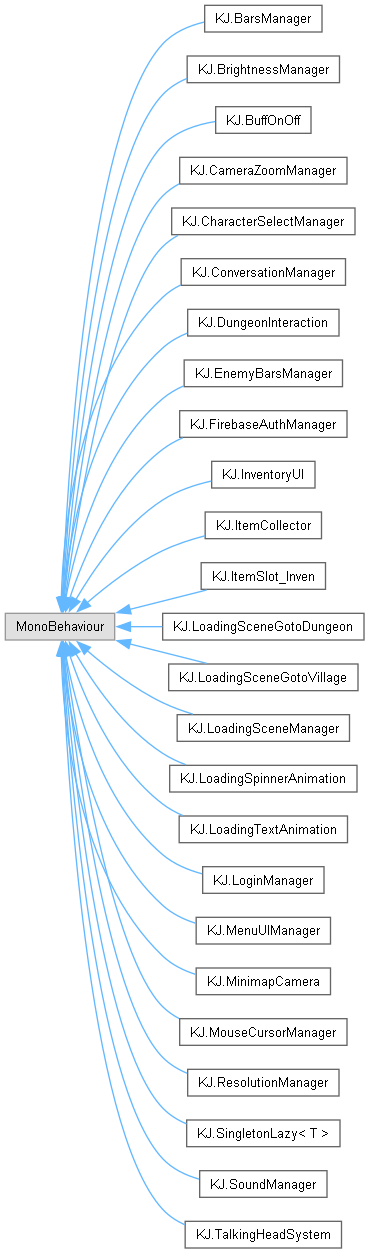 KJ.BarsManager
KJ.BrightnessManager
KJ.BuffOnOff
KJ.CameraZoomManager
KJ.CharacterSelectManager
KJ.ConversationManager
KJ.DungeonInteraction
KJ.EnemyBarsManager
KJ.FirebaseAuthManager
KJ.InventoryUI
KJ.ItemCollector
KJ.ItemSlot_Inven
MonoBehaviour
KJ.LoadingSceneGotoDungeon
KJ.LoadingSceneGotoVillage
KJ.LoadingSceneManager
KJ.LoadingSpinnerAnimation
KJ.LoadingTextAnimation
KJ.LoginManager
KJ.MenuUIManager
KJ.MinimapCamera
KJ.MouseCursorManager
KJ.ResolutionManager
KJ.SingletonLazy< T >
KJ.SoundManager
KJ.TalkingHeadSystem